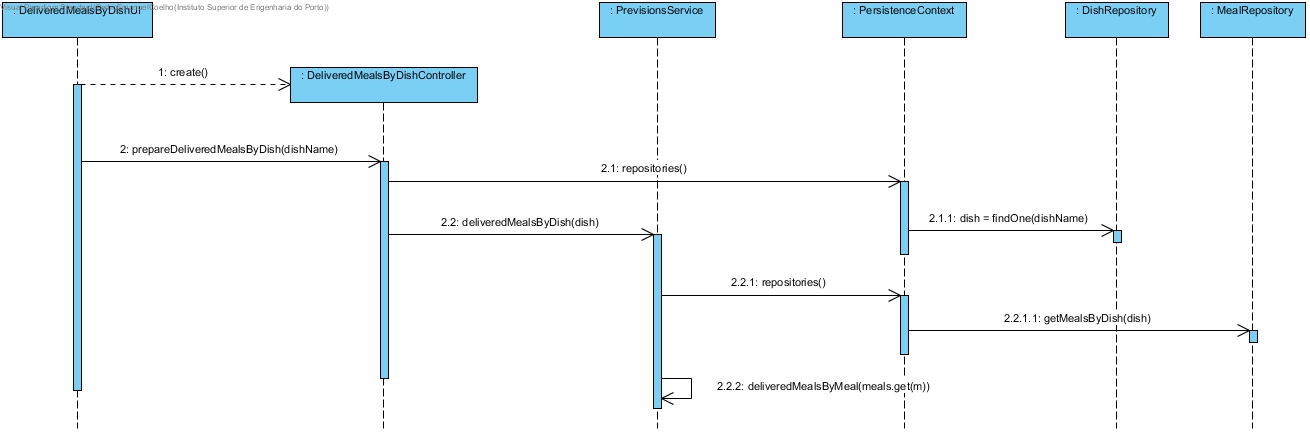 : DeliveredMealsByDishUI
Coelho(Instituto Superior de Engenharia do Porto))
: PrevisionsService
: PersistenceContext
: DishRepository
: MealRepository
1: create()
: DeliveredMealsByDishController
2: prepareDeliveredMealsByDish(dishName)
2.1: repositories()
2.1.1: dish = findOne(dishName)
2.2: deliveredMealsByDish(dish)
2.2.1: repositories()
2.2.1.1: getMealsByDish(dish)
2.2.2: deliveredMealsByMeal(meals.get(m))